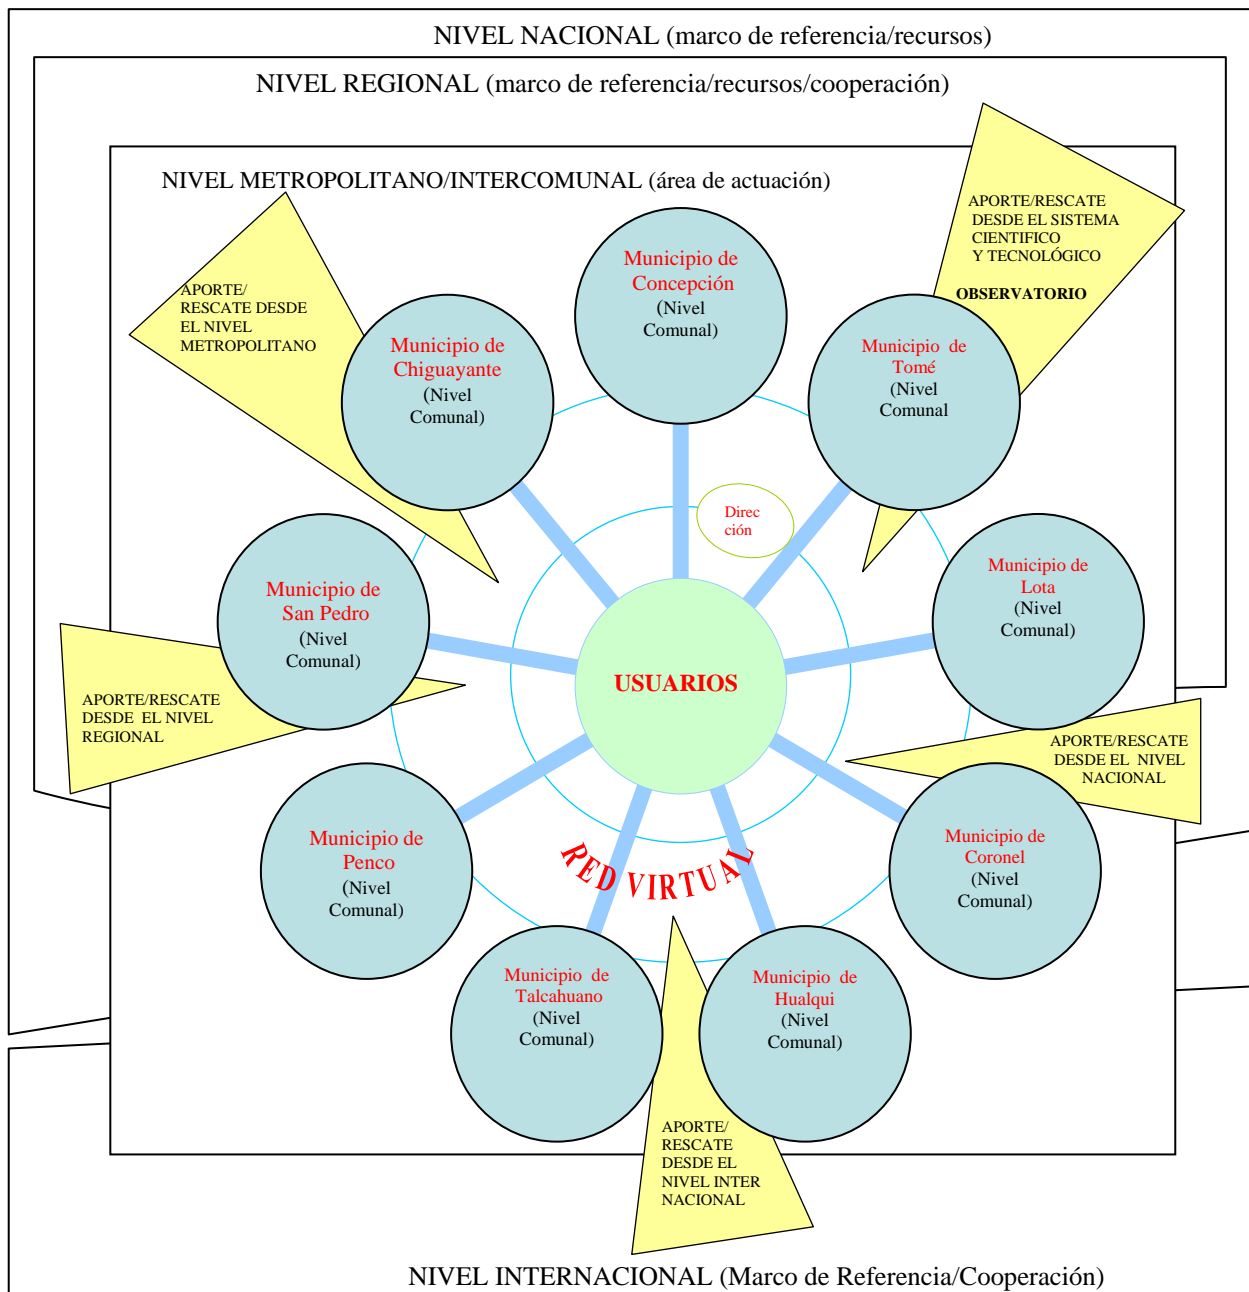 NIVEL NACIONAL (marco de referencia/recursos)
NIVEL REGIONAL (marco de referencia/recursos/cooperación)
NIVEL METROPOLITANO/INTERCOMUNAL (área de actuación)
APORTE/RESCATE
DESDE EL SISTEMA
CIENTIFICO
Y TECNOLÓGICO
OBSERVATORIO
APORTE/
RESCATE DESDE
EL NIVEL
METROPOLITANO
Municipio de
Concepción
(Nivel
Comunal)
Municipio de
Chiguayante
(Nivel
Comunal)
Municipio de
Tomé
(Nivel
Comunal
Direc
ción
Municipio de
Lota
(Nivel
Comunal)
Municipio de
San Pedro
(Nivel
Comunal)
USUARIOS
APORTE/RESCATE
DESDE EL NIVEL
REGIONAL
APORTE/RESCATE
DESDE EL NIVEL
NACIONAL
Municipio de
Penco
(Nivel
Comunal)
RED VIRTUAL
Municipio de
Coronel
(Nivel
Comunal)
Municipio de
Talcahuano
(Nivel
Comunal)
Municipio de
Hualqui
(Nivel
Comunal)
APORTE/
RESCATE
DESDE EL
NIVEL INTER
NACIONAL
NIVEL INTERNACIONAL (Marco de Referencia/Cooperación)